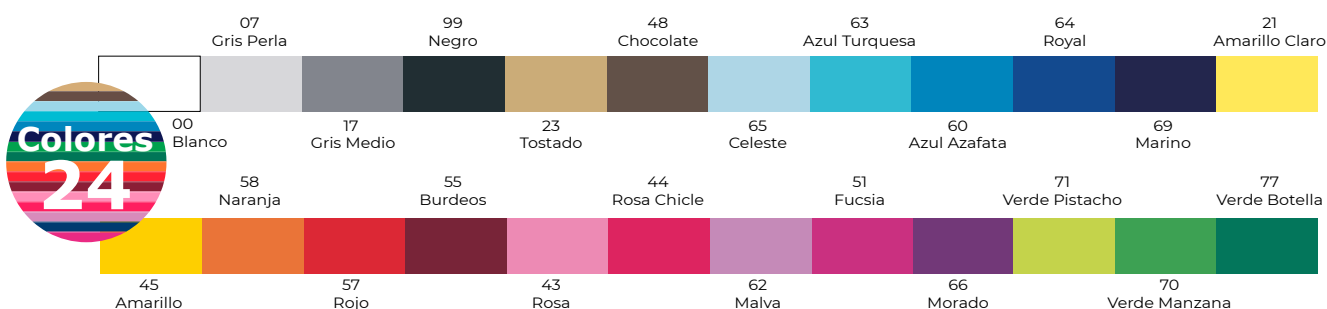 07
Gris Perla
99
Negro
48
Chocolate
63
Azul Turquesa
64
Royal
21
Amarillo Claro
00
Blanco
17
Gris Medio
23
Tostado
65
Celeste
60
Azul Azafata
69
Marino
Colores
24
58
Naranja
55
Burdeos
44
Rosa Chicle
51
Fucsia
71
Verde Pistacho
77
Verde Botella
45
Amarillo
57
Rojo
43
Rosa
62
Malva
66
Morado
70
Verde Manzana